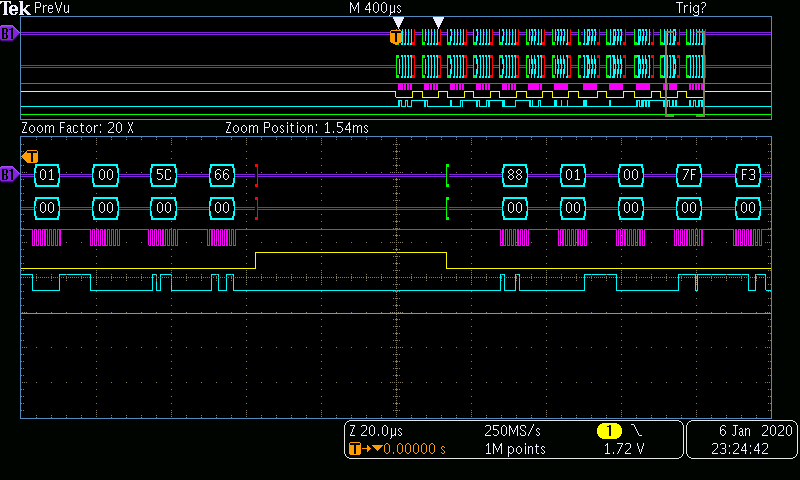 Tek PreVu M 400µs Trig?
B1
T
Zoom Factor: 20 X Zoom Position: 1.54ms
T
B1 01 00 5C 66 88 01 00 7F F3
00 00 00 00 00 00 00 00 00
Z 20.0µs 250MS/s 1 6 Jan 2020
T→▼0.00000 s 1M points 1.72 V 23:24:42